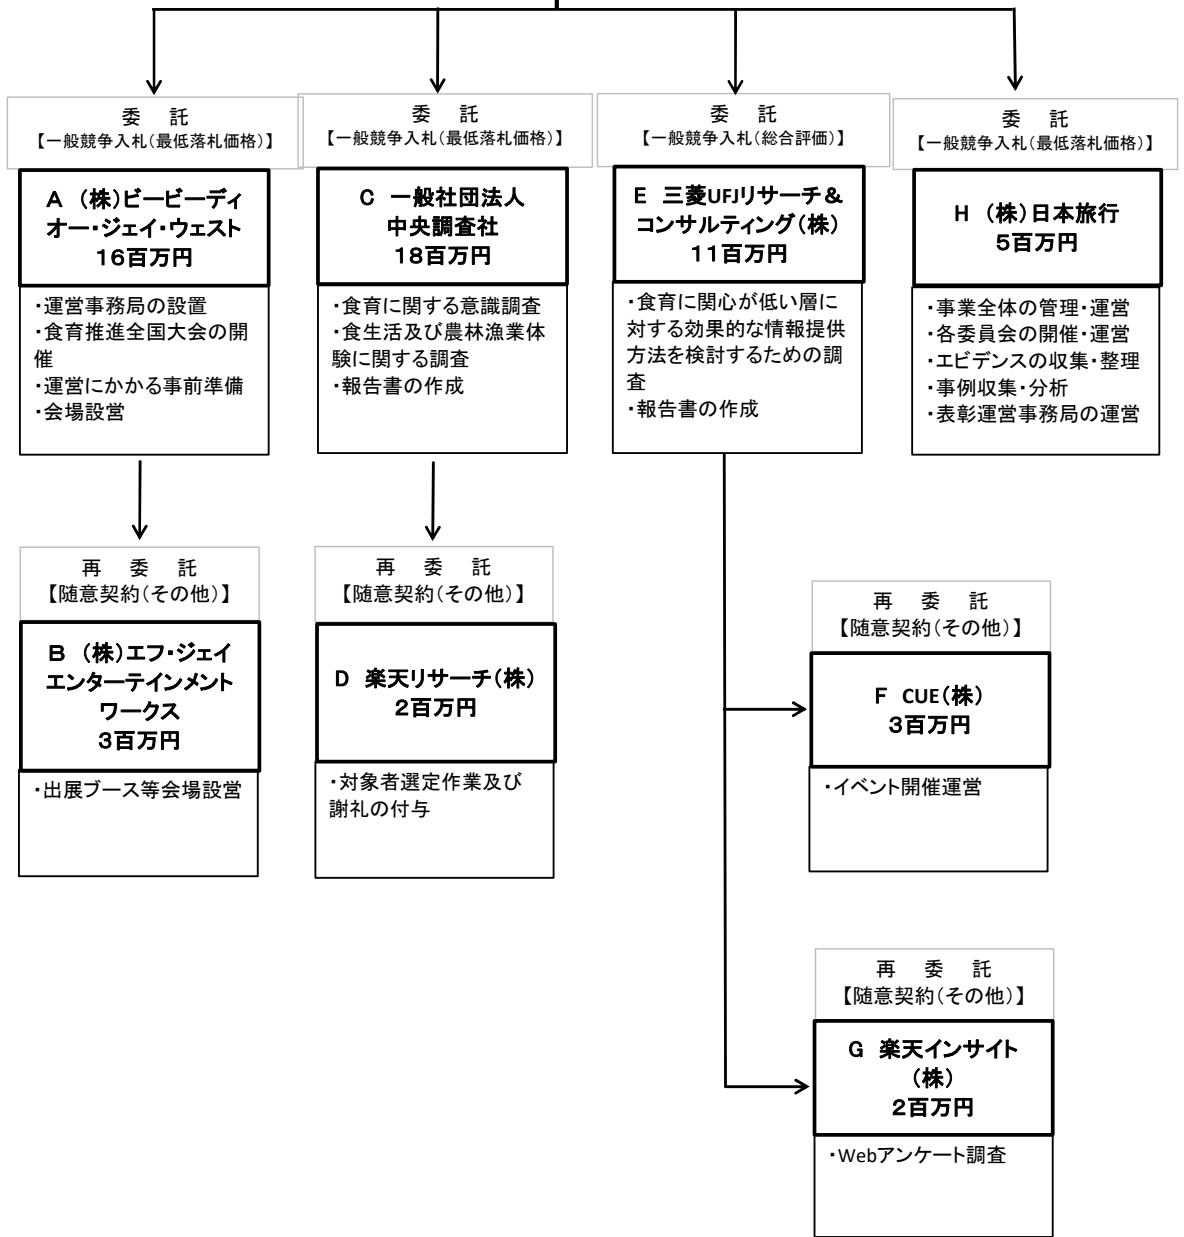 委　託
【一般競争入札(最低落札価格)】
A （株）ビービーディ
オー・ジェイ・ウェスト
16百万円
・運営事務局の設置
・食育推進全国大会の開
催
・運営にかかる事前準備
・会場設営
再　委　託
【随意契約（その他）】
B （株）エフ・ジェイ
エンターテインメント
ワークス
3百万円
・出展ブース等会場設営
委　託
【一般競争入札(最低落札価格)】
C 一般社団法人
中央調査社
18百万円
・食育に関する意識調査
・食生活及び農林漁業体
験に関する調査
・報告書の作成
再　委　託
【随意契約（その他）】
D 楽天リサーチ（株）
2百万円
・対象者選定作業及び
謝礼の付与
委　託
【一般競争入札(総合評価)】
E 三菱UFJリサーチ＆
コンサルティング（株）
11百万円
・食育に関心が低い層に
対する効果的な情報提供
方法を検討するための調
査
・報告書の作成
再　委　託
【随意契約（その他）】
F CUE（株）
3百万円
・イベント開催運営
再　委　託
【随意契約（その他）】
G 楽天インサイト
（株）
2百万円
・Webアンケート調査
委　託
【一般競争入札(最低落札価格)】
H （株）日本旅行
5百万円
・事業全体の管理・運営
・各委員会の開催・運営
・エビデンスの収集・整理
・事例収集・分析
・表彰運営事務局の運営